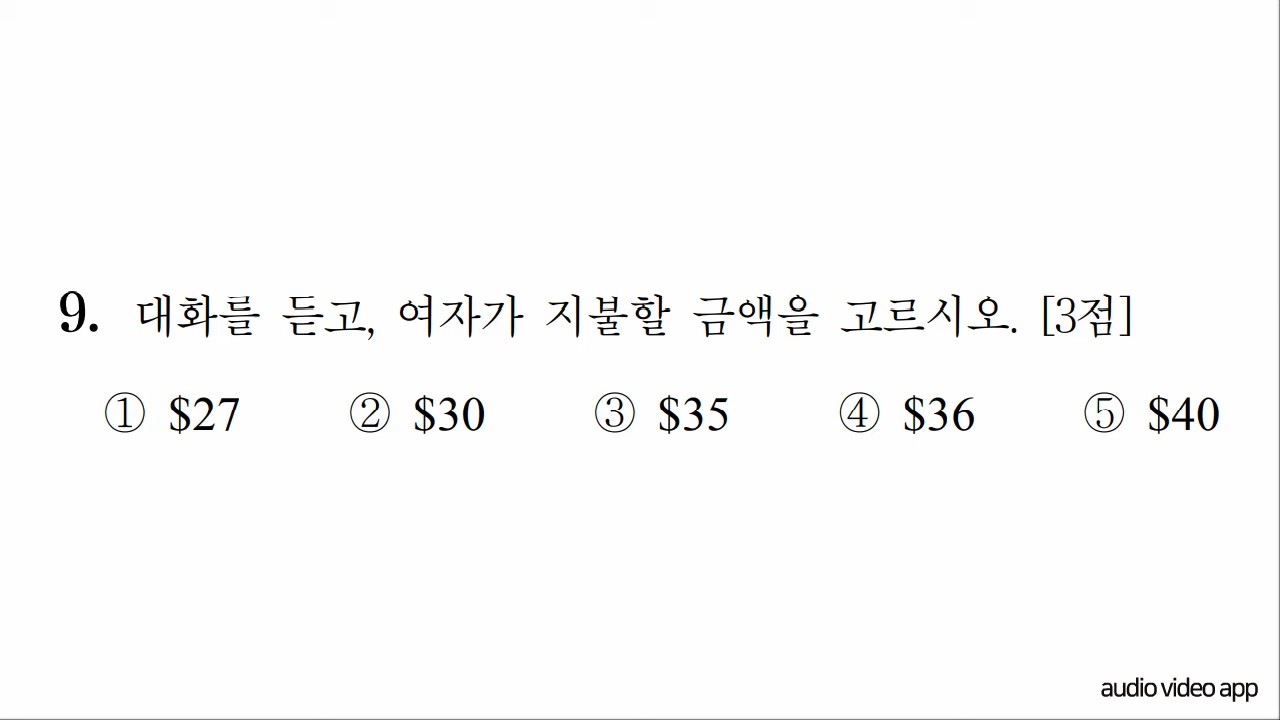 9. 대화를 듣고, 여자가 지불할 금액을 고르시오. [3점]
① $27 ② $30 ③ $35 ④ $36 ⑤ $40
audio video app